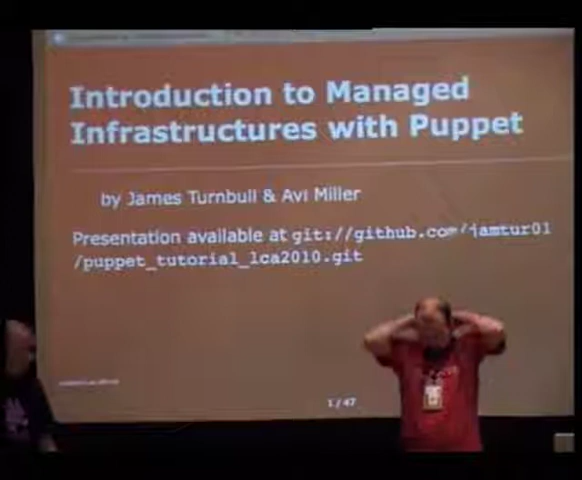 Introduction to Managed
Infrastructures with Puppet
by James Turnbull & Avi Miller
Presentation available at git://github.com/jamtur01
/puppet_tutorial_lca2010.git
1/47